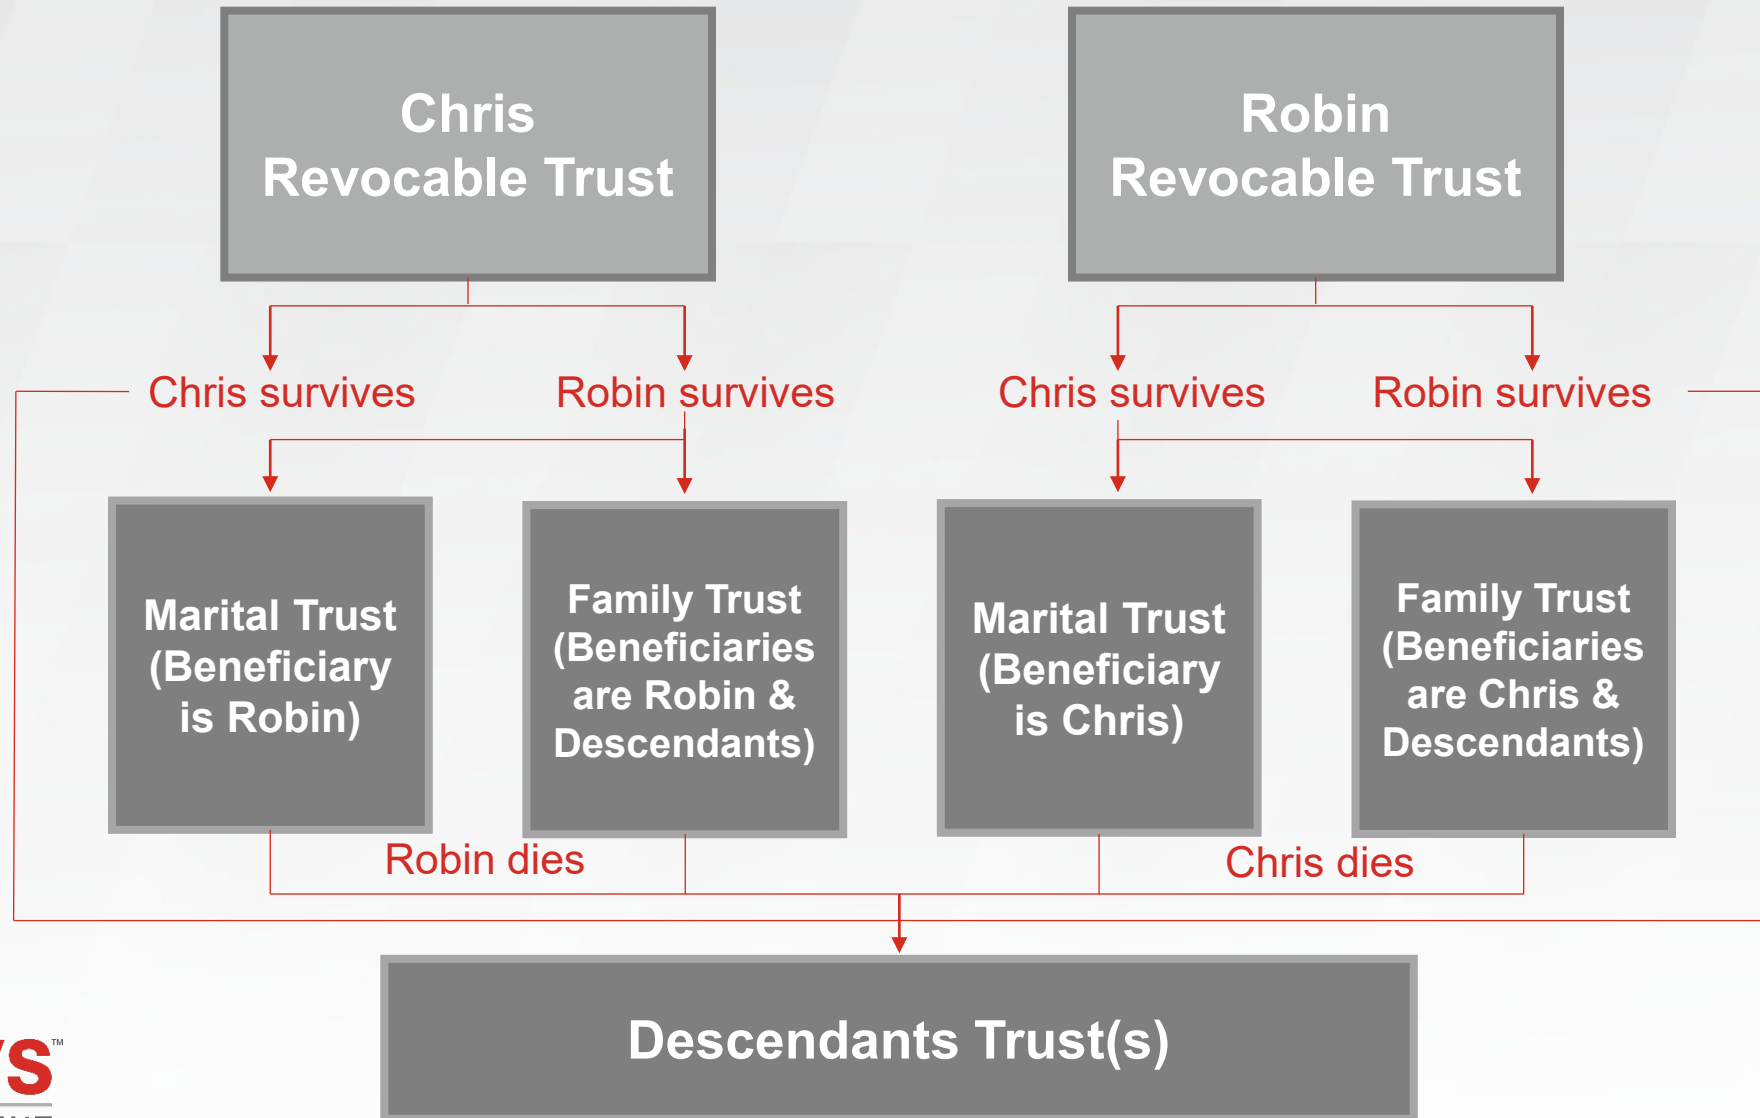 Chris
Revocable Trust
Robin
Revocable Trust
Chris survives
Robin survives
Chris survives
Robin survives
Marital Trust
(Beneficiary
is Robin)
Family Trust
(Beneficiaries
are Robin &
Descendants)
Marital Trust
(Beneficiary
is Chris)
Family Trust
(Beneficiaries
are Chris &
Descendants)
Robin dies
Chris dies
Descendants Trust(s)